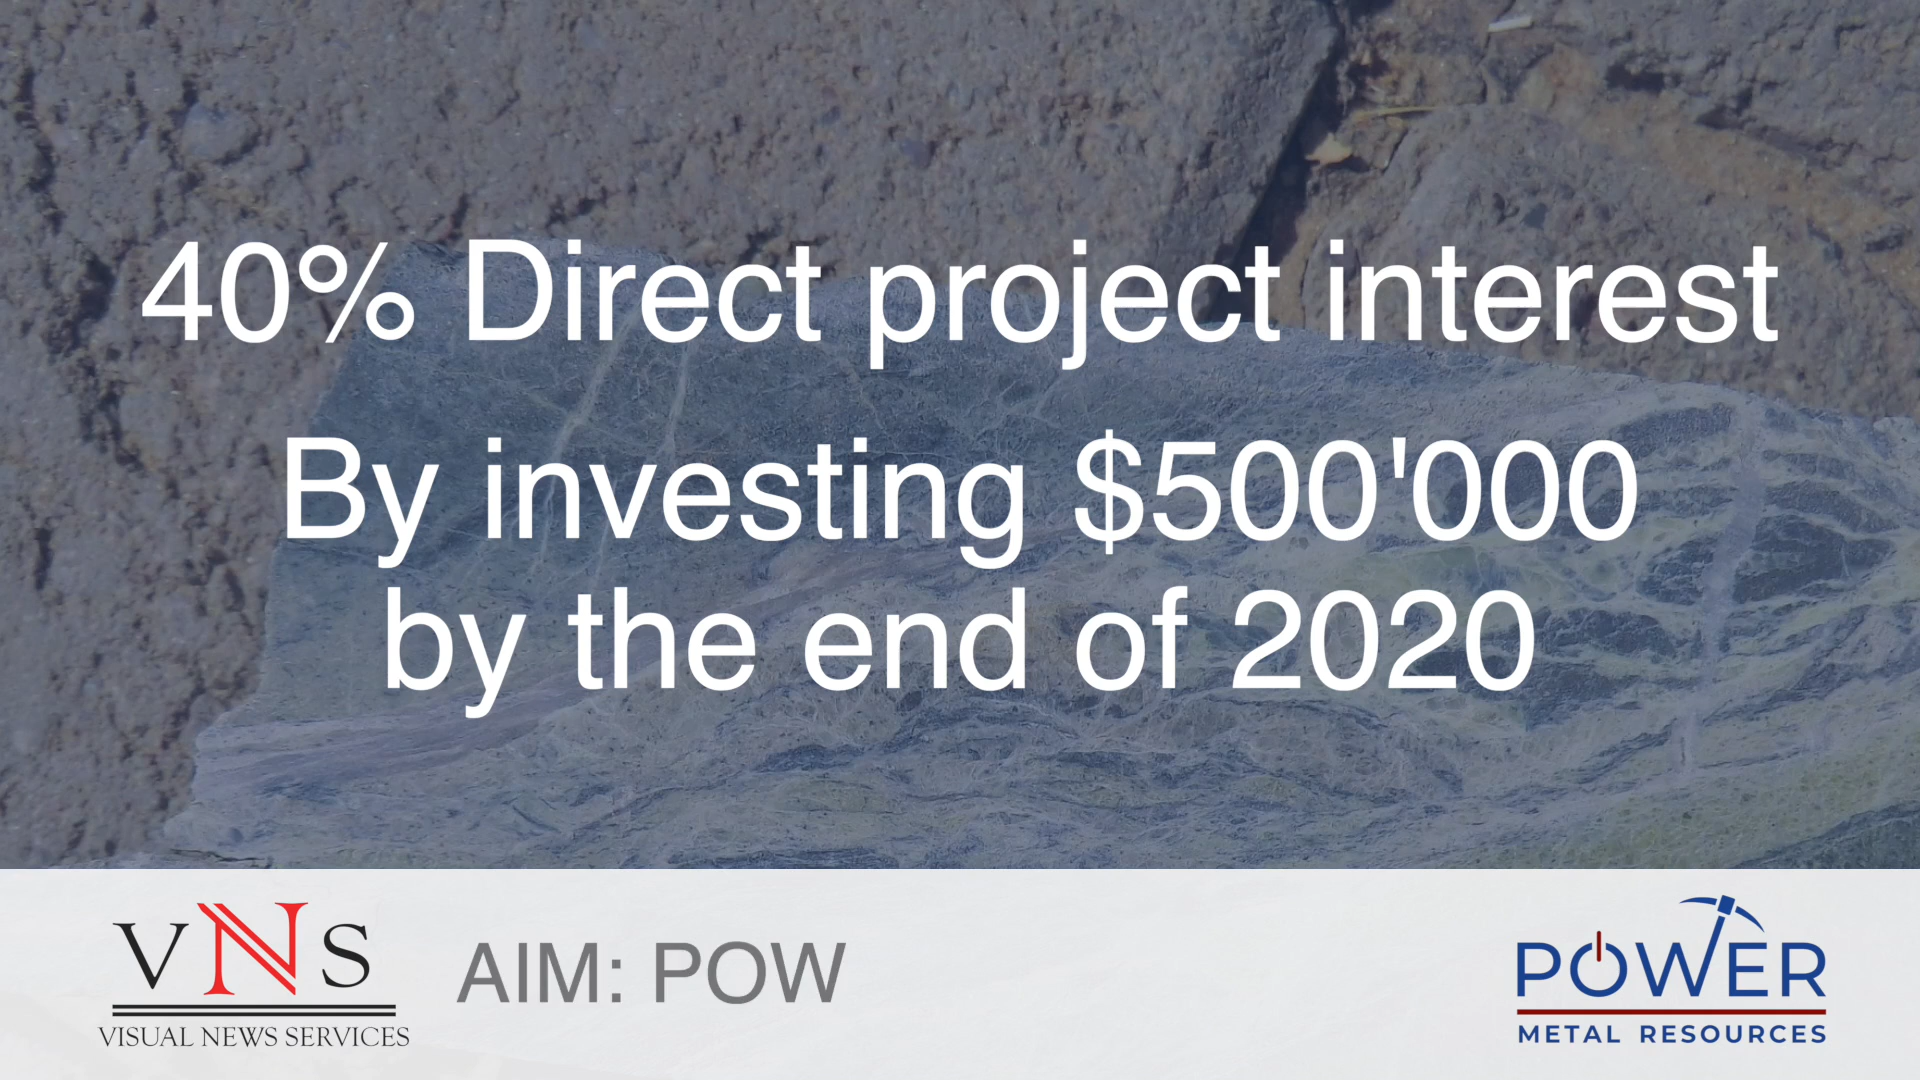 40% Direct project interest
By investing $500'000
by the end of 2020
VNS
VISUAL NEWS SERVICES
AIM: POW
POWER
METAL RESOURCES